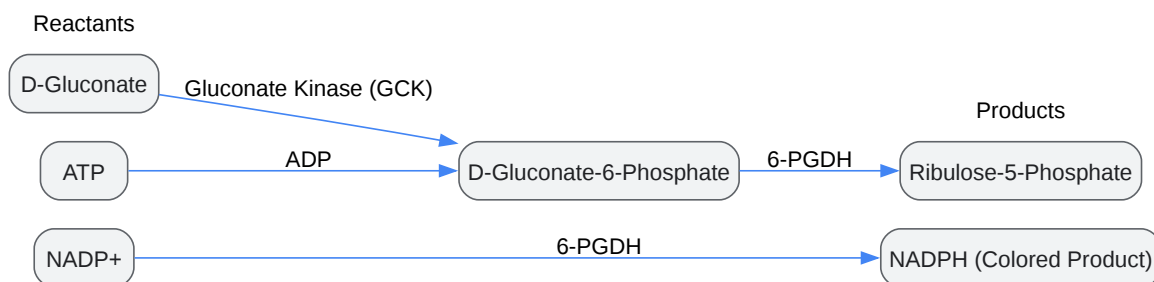 Reactants
D-Gluconate
Gluconate Kinase (GCK)
Products
ATP
ADP
D-Gluconate-6-Phosphate
6-PGDH
Ribulose-5-Phosphate
NADP+
6-PGDH
NADPH (Colored Product)